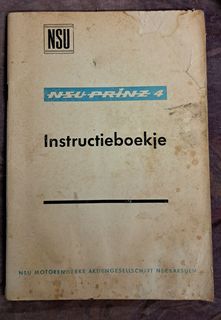 NSU
NSU PRINZ 4
Instructieboekje
NSU MOTORENWERKE AKTIENGESELLSCHAFT NECKARSULM